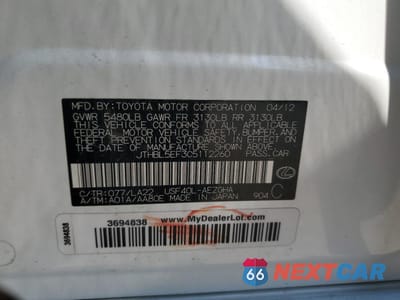 MFD.BY: TOYOTA MOTOR CORPORATION 04/12
GVWR 5480LB GAWR FR 3130LB RR 3130LB
THIS VEHICLE CONFORMS TO ALL APPLICABLE
FEDERAL MOTOR VEHICLE SAFETY, BUMPER, AND
THEFT PREVENTION STANDARDS IN EFFECT ON THE
DATE OF MANUFACTURE SHOWN ABOVE.
JTHBL5EF3C5112260 PASS. CAR
C/TR: 077/LA22 USF40L-AEZGHA
A/TM: A01A/AA80E MADE IN JAPAN 904 C
3694838
3694838 www.MyDealerLot.com
66 NEXTCAR